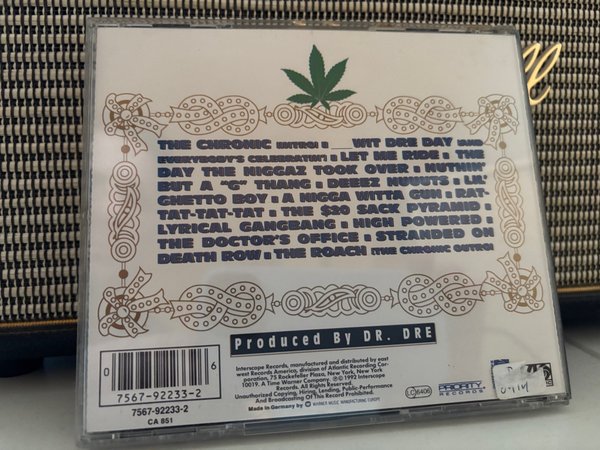 THE CHRONIC [INTRO] ■ ___ WIT DRE DAY [AND
EVERYBODY'S CELEBRATIN'] ■ LET ME RIDE ■ THE
DAY THE NIGGAZ TOOK OVER ■ NUTHIN'
BUT A "G" THANG ■ DEEEZ NUUUTS ■ LIL'
GHETTO BOY ■ A NIGGA WITTA GUN ■ RAT-
TAT-TAT-TAT ■ THE $20 SACK PYRAMID ■
LYRICAL GANGBANG ■ HIGH POWERED ■
THE DOCTOR'S OFFICE ■ STRANDED ON
DEATH ROW ■ THE ROACH [THE CHRONIC OUTRO]
Produced By DR. DRE
0 6
7567-92233-2
7567-92233-2
CA 851
Interscope Records, manufactured and distributed by east
west Records America, division of Atlantic Recording Cor-
poration, 75 Rockefeller Plaza, New York, New York
10019. A Time Warner Company. ℗ © 1992 Interscope
Records. All Rights Reserved.
Unauthorized Copying, Hiring, Lending, Public-Performance
And Broadcasting Of This Record Prohibited.
Made in Germany by WARNER MUSIC MANUFACTURING EUROPE
LC 6406
PRIORITY
RECORDS